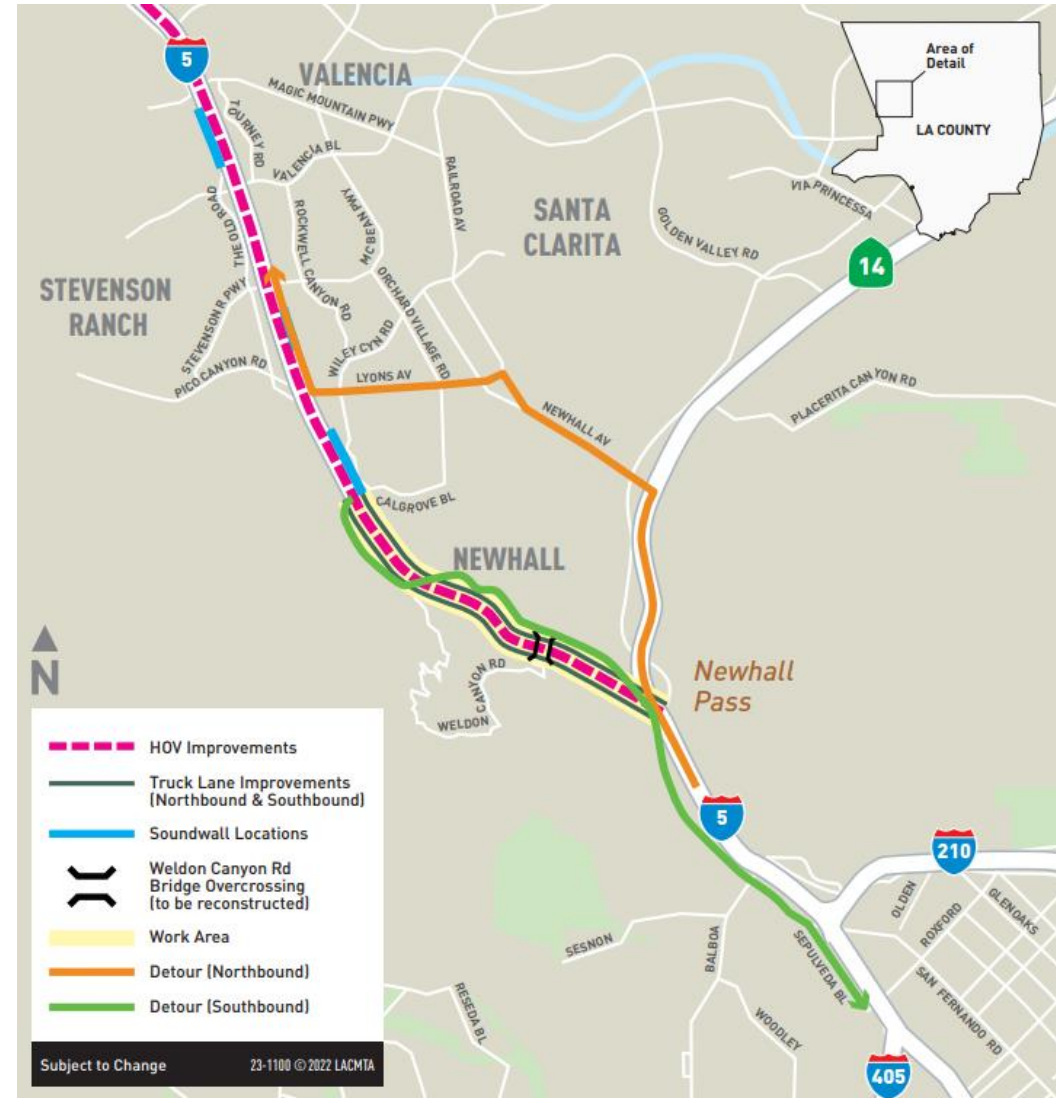 5
VALENCIA
MAGIC MOUNTAIN PWY
TOURNEY RD
VALENCIA BL
Area of
Detail
LA COUNTY
VIA PRINCESSA
THE OLD ROAD
ROCKWELL CANYON RD
MCBEAN PWY
RAILROAD AV
SANTA
CLARITA
GOLDEN VALLEY RD
14
STEVENSON
RANCH
STEVENSON R PWY
PICO CANYON RD
ORCHARD VILLAGE RD
WILEY CYN RD
LYONS AV
NEWHALL AV
PLACERITA CANYON RD
CALGROVE BL
NEWHALL
N
WELDON CANYON RD
Newhall
Pass
5
210
OLDEN
ROXFORD
GLENOAKS
SESNON
BALBOA
SEPULVEDA BL
SAN FERNANDO RD
RESEDA BL
WOODLEY
405
HOV Improvements
Truck Lane Improvements
(Northbound & Southbound)
Soundwall Locations
Weldon Canyon Rd
Bridge Overcrossing
(to be reconstructed)
Work Area
Detour (Northbound)
Detour (Southbound)
Subject to Change
23-1100 © 2022 LACMTA